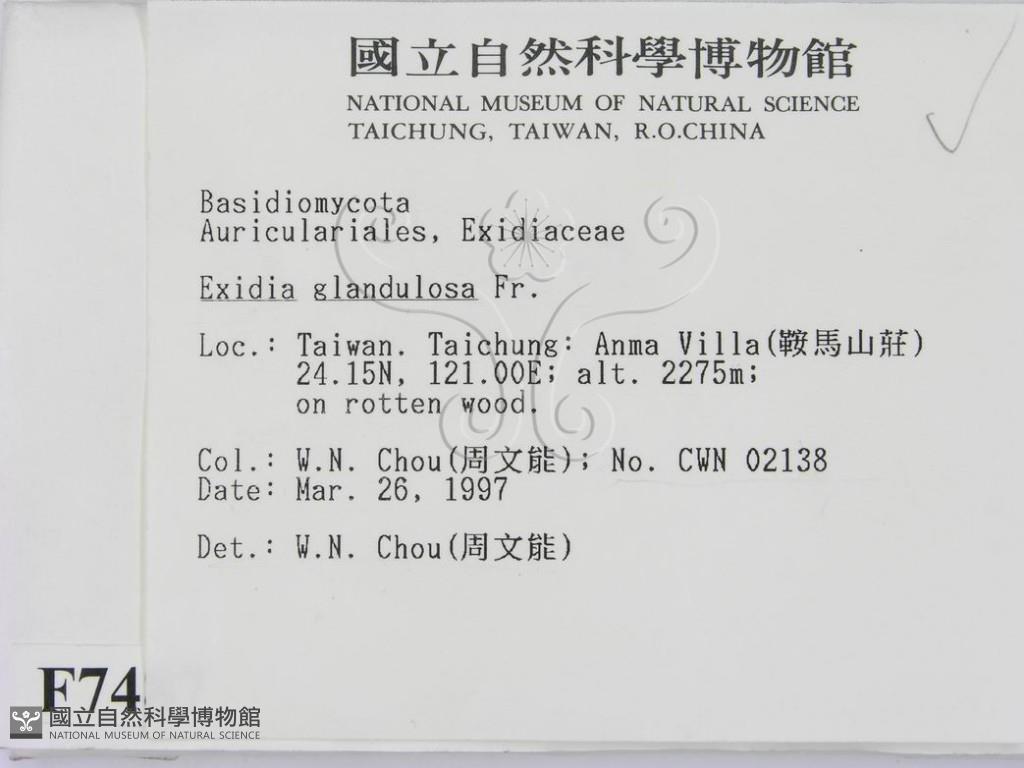 國立自然科學博物館
NATIONAL MUSEUM OF NATURAL SCIENCE
TAICHUNG, TAIWAN, R.O.CHINA
Basidiomycota
Auriculariales, Exidiaceae
Exidia glandulosa Fr.
Loc.: Taiwan. Taichung: Anma Villa(鞍馬山莊)
24.15N, 121.00E; alt. 2275m;
on rotten wood.
Col.: W.N. Chou(周文能); No. CWN 02138
Date: Mar. 26, 1997
Det.: W.N. Chou(周文能)
F74
國立自然科學博物館
NATIONAL MUSEUM OF NATURAL SCIENCE